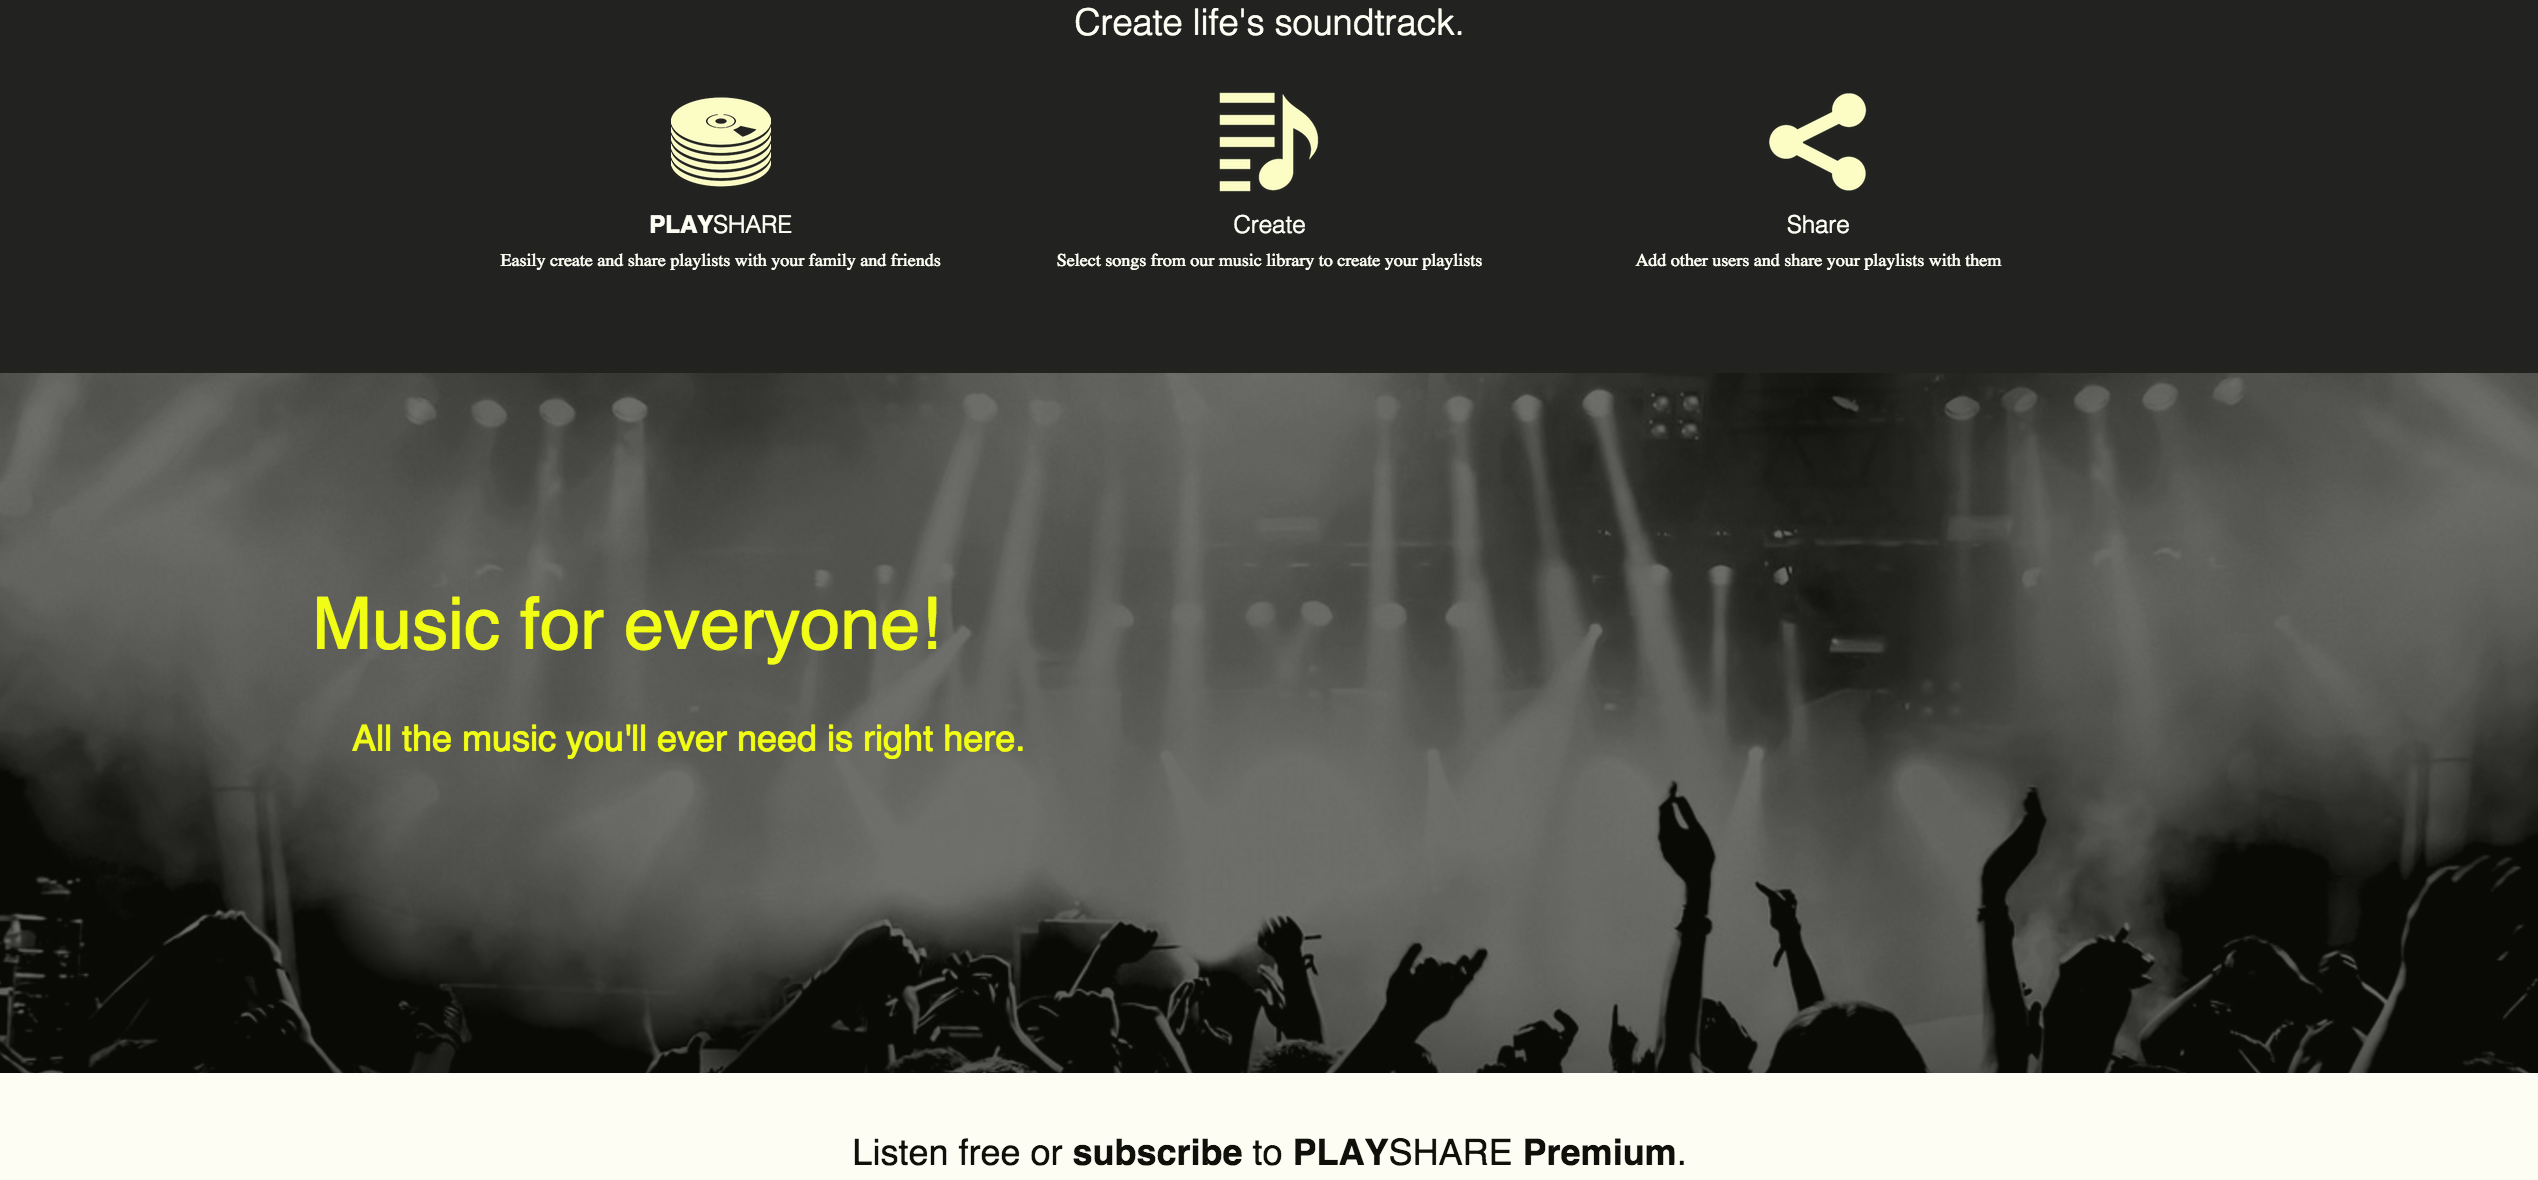 Create life's soundtrack.
PLAYSHARE
Easily create and share playlists with your family and friends
Create
Select songs from our music library to create your playlists
Share
Add other users and share your playlists with them
Music for everyone!
All the music you'll ever need is right here.
Listen free or subscribe to PLAYSHARE Premium.